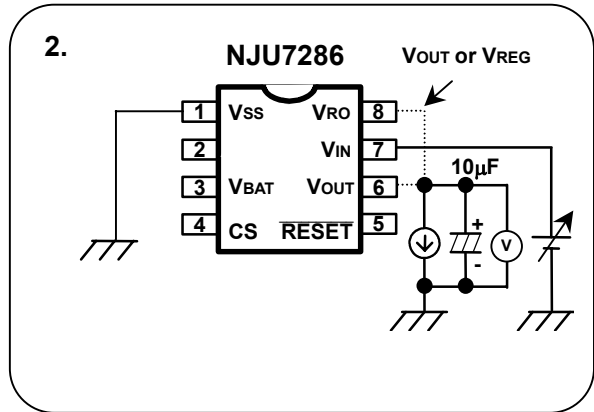 2.
NJU7286
VOUT or VREG
1 VSS VRO 8
2 VIN 7
3 VBAT VOUT 6
4 CS RESET 5
10μF
+
-
V